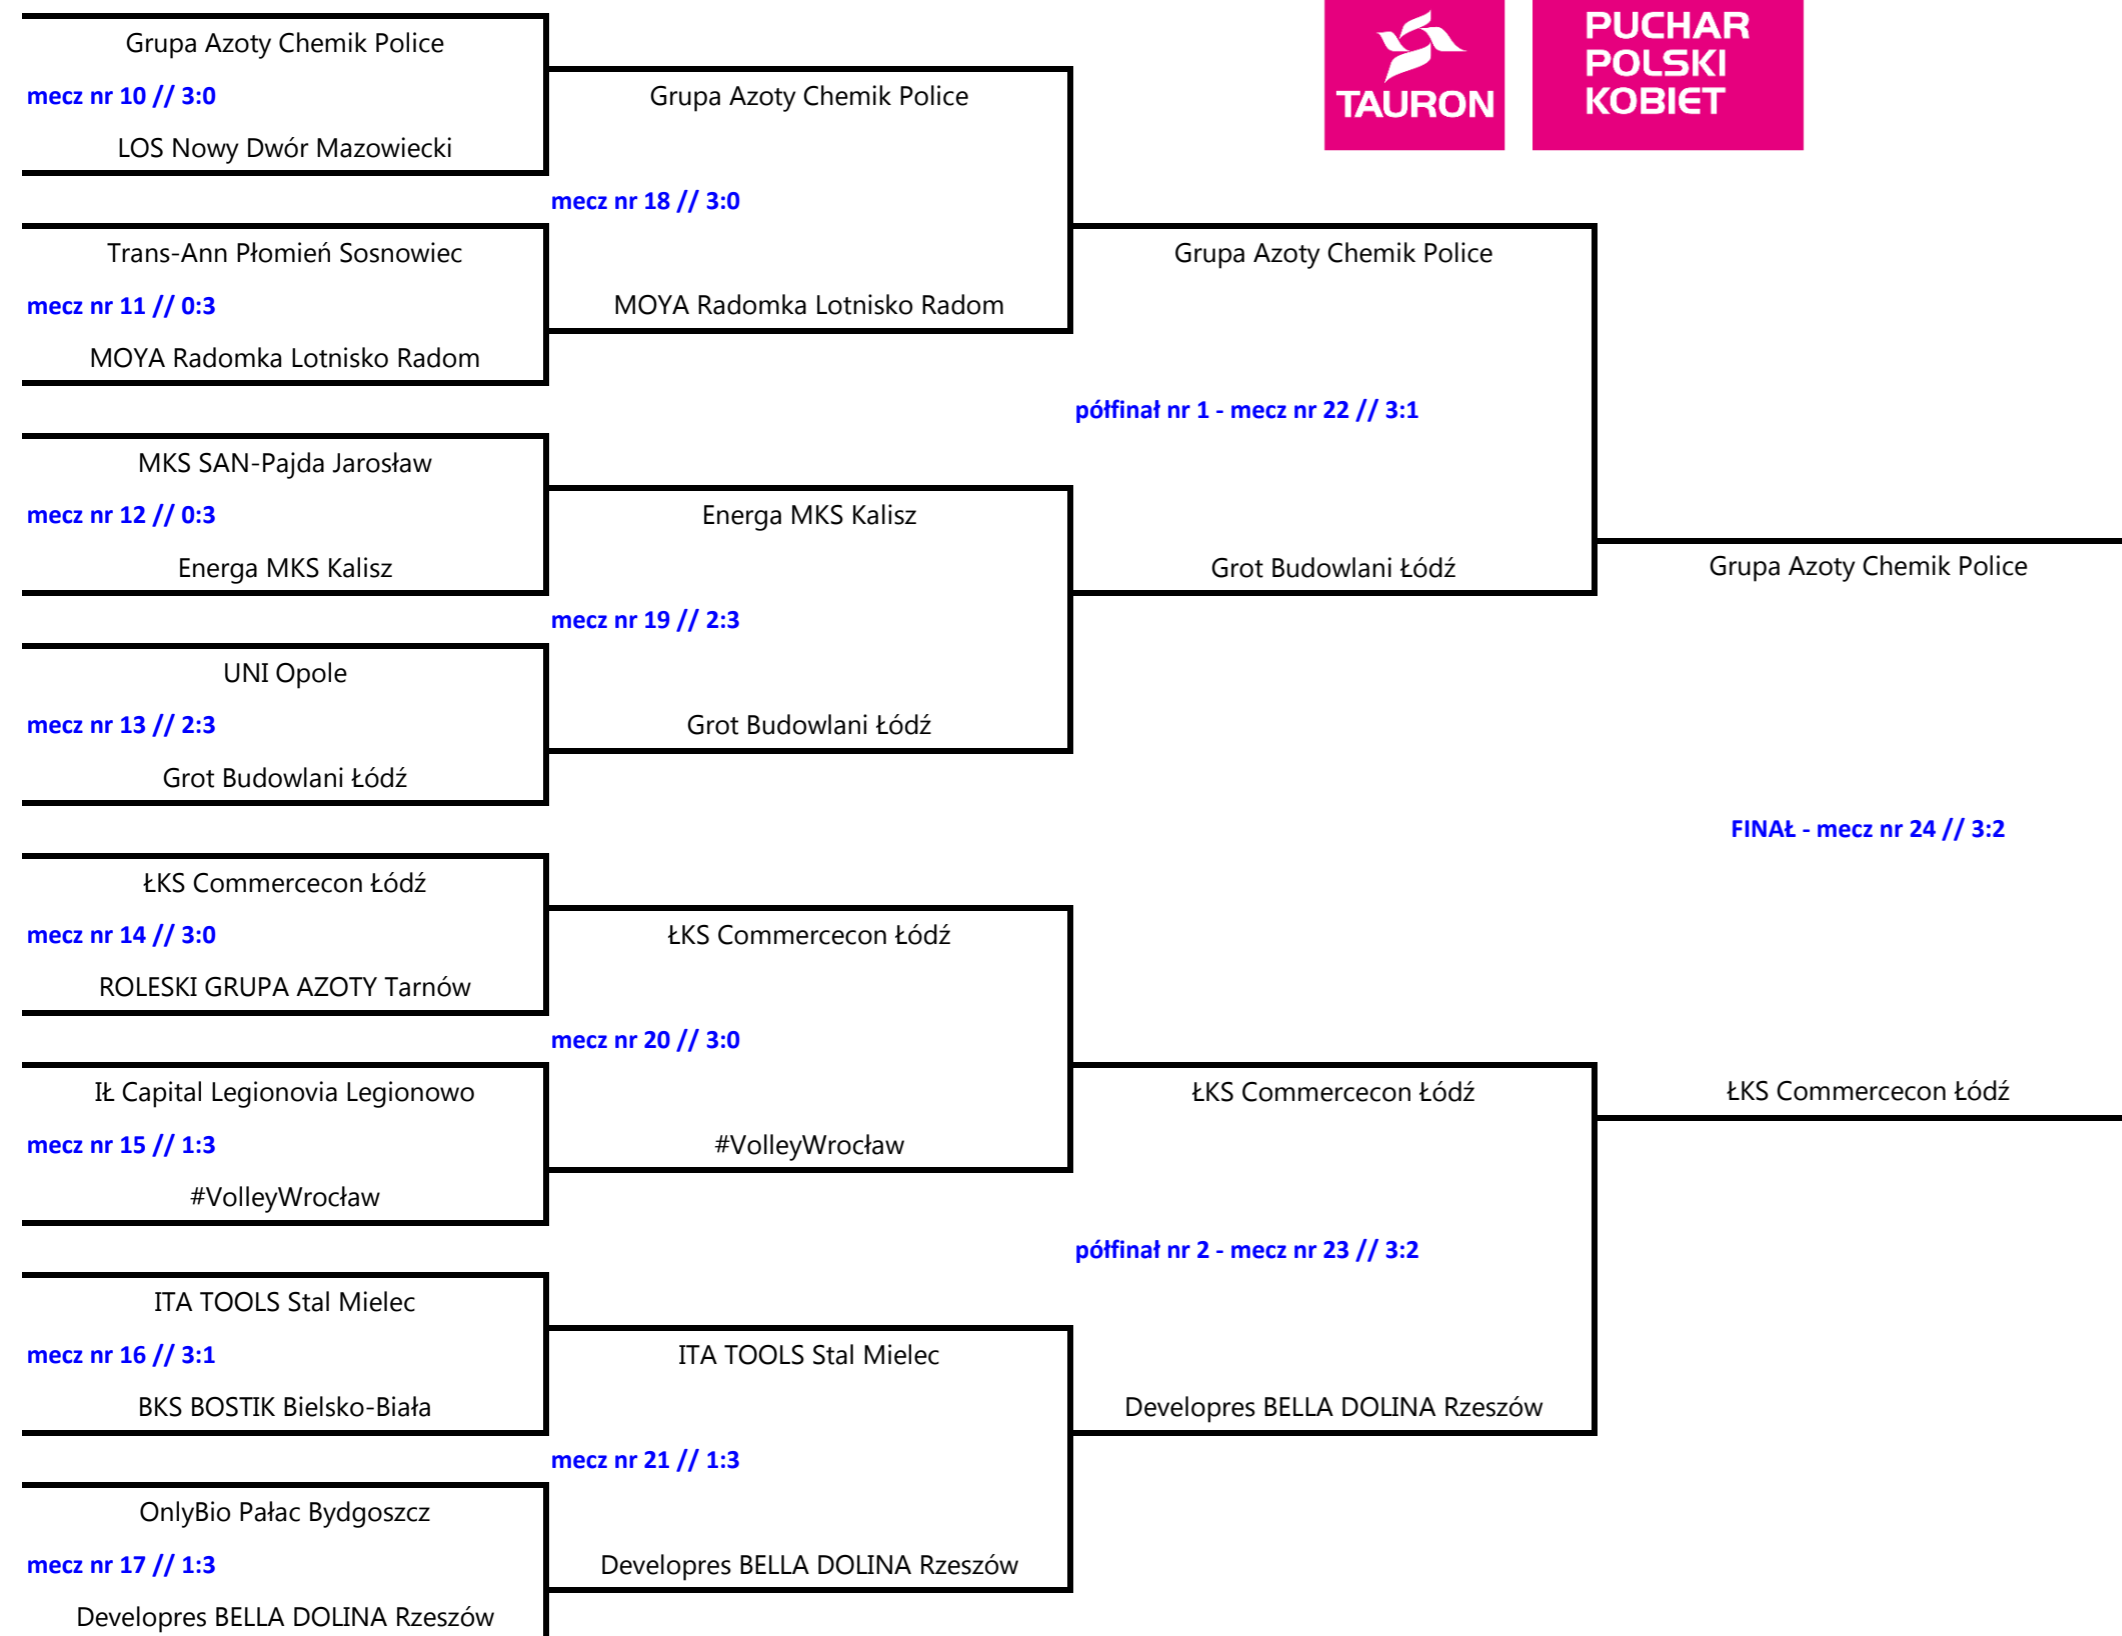 Grupa Azoty Chemik Police
mecz nr 10 // 3:0
LOS Nowy Dwór Mazowiecki
Trans-Ann Płomień Sosnowiec
mecz nr 11 // 0:3
MOYA Radomka Lotnisko Radom
MKS SAN-Pajda Jarosław
mecz nr 12 // 0:3
Energa MKS Kalisz
UNI Opole
mecz nr 13 // 2:3
Grot Budowlani Łódź
ŁKS Commercecon Łódź
mecz nr 14 // 3:0
ROLESKI GRUPA AZOTY Tarnów
IŁ Capital Legionovia Legionowo
mecz nr 15 // 1:3
#VolleyWrocław
ITA TOOLS Stal Mielec
mecz nr 16 // 3:1
BKS BOSTIK Bielsko-Biała
OnlyBio Pałac Bydgoszcz
mecz nr 17 // 1:3
Developres BELLA DOLINA Rzeszów
Grupa Azoty Chemik Police
mecz nr 18 // 3:0
MOYA Radomka Lotnisko Radom
Energa MKS Kalisz
mecz nr 19 // 2:3
Grot Budowlani Łódź
ŁKS Commercecon Łódź
mecz nr 20 // 3:0
#VolleyWrocław
ITA TOOLS Stal Mielec
mecz nr 21 // 1:3
Developres BELLA DOLINA Rzeszów
TAURON
PUCHAR
POLSKI
KOBIET
Grupa Azoty Chemik Police
półfinał nr 1 - mecz nr 22 // 3:1
Grot Budowlani Łódź
ŁKS Commercecon Łódź
półfinał nr 2 - mecz nr 23 // 3:2
Developres BELLA DOLINA Rzeszów
Grupa Azoty Chemik Police
FINAŁ - mecz nr 24 // 3:2
ŁKS Commercecon Łódź